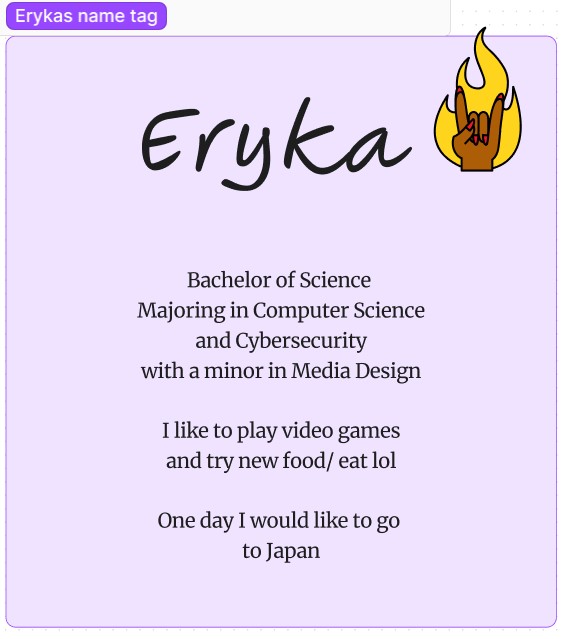 Erykas name tag
Eryka
Bachelor of Science
Majoring in Computer Science
and Cybersecurity
with a minor in Media Design
I like to play video games
and try new food/ eat lol
One day I would like to go
to Japan